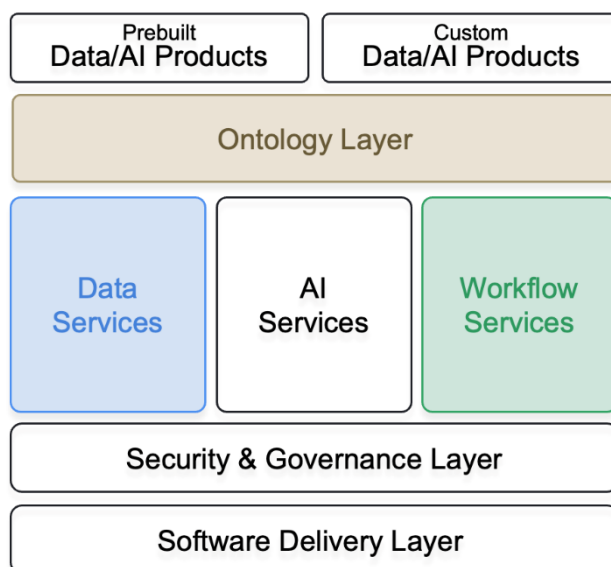 Prebuilt
Data/AI Products
Custom
Data/AI Products
Ontology Layer
Data
Services
AI
Services
Workflow
Services
Security & Governance Layer
Software Delivery Layer